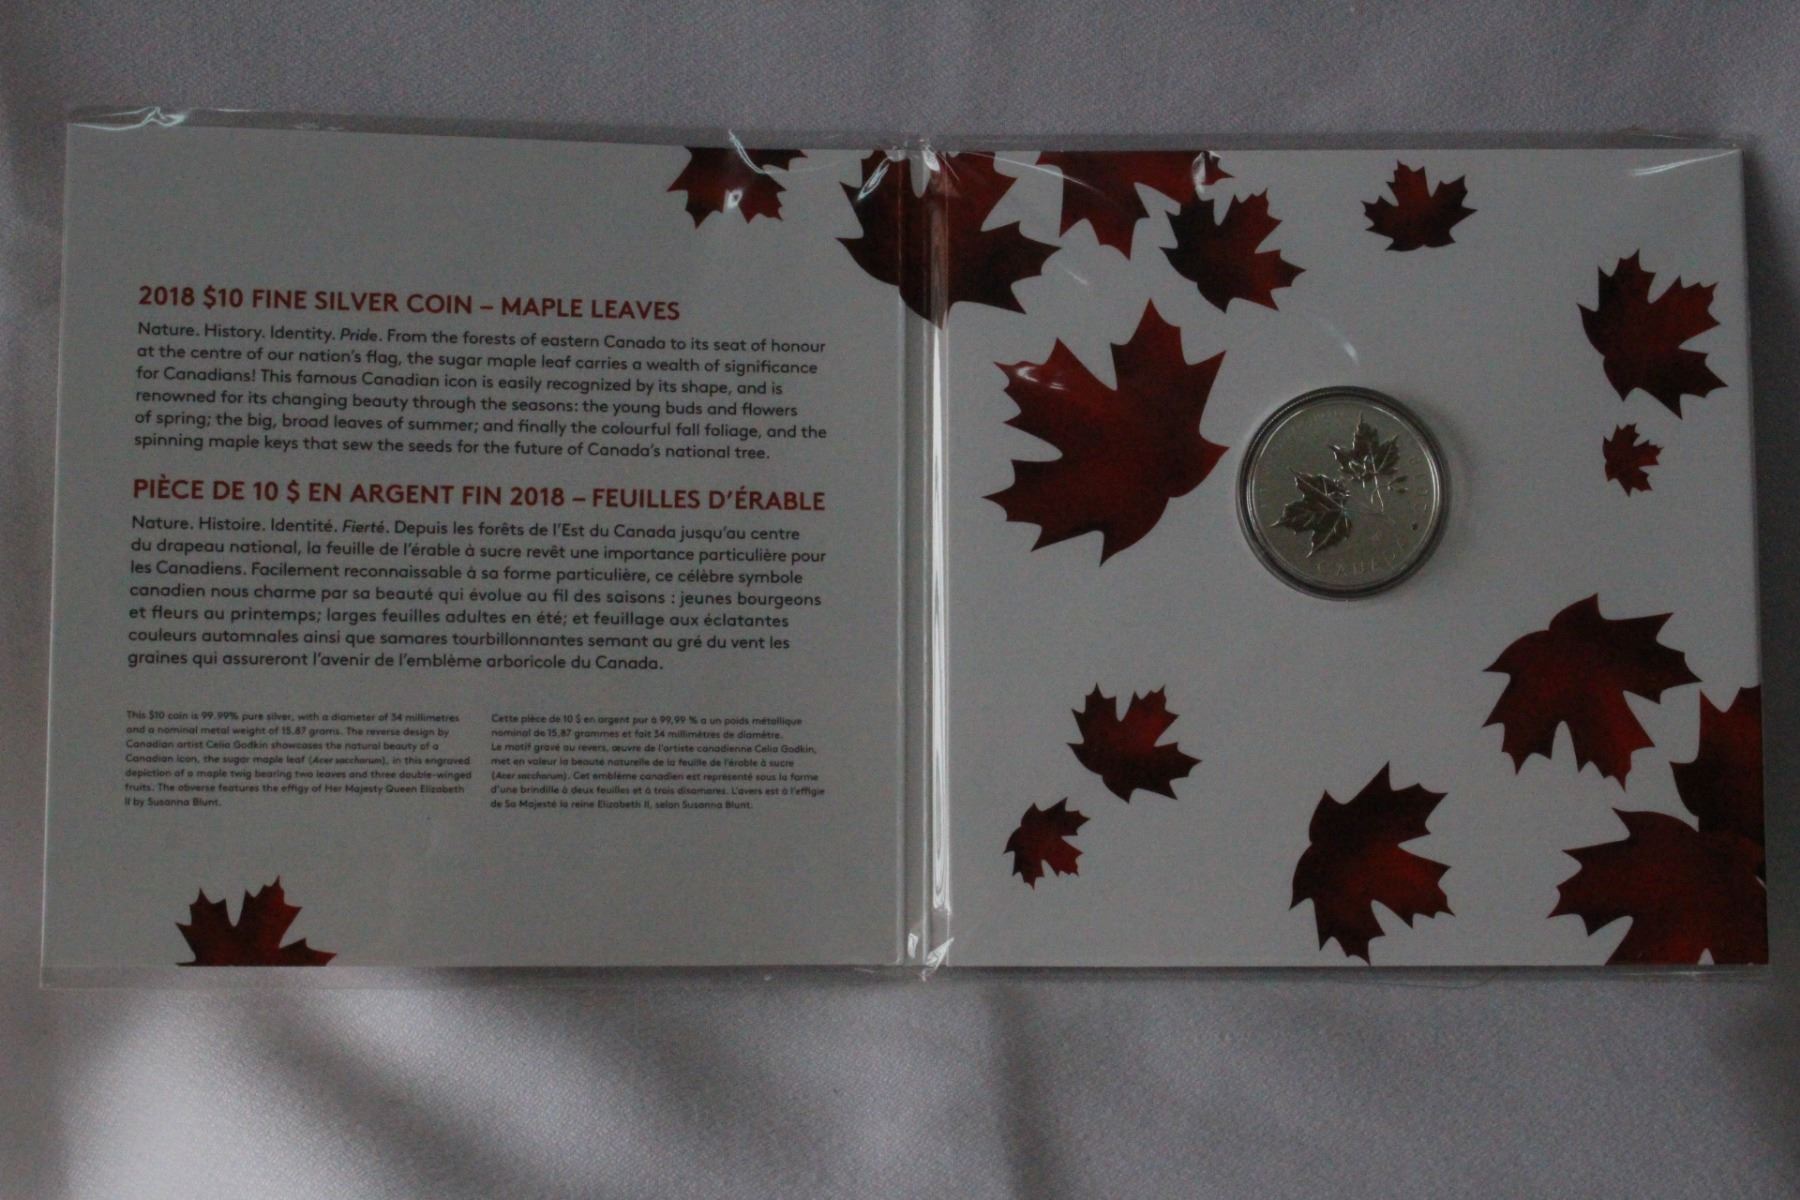 2018 $10 FINE SILVER COIN – MAPLE LEAVES
Nature. History. Identity. Pride. From the forests of eastern Canada to its seat of honour
at the centre of our nation's flag, the sugar maple leaf carries a wealth of significance
for Canadians! This famous Canadian icon is easily recognized by its shape, and is
renowned for its changing beauty through the seasons: the young buds and flowers
of spring; the big, broad leaves of summer; and finally the colourful fall foliage, and the
spinning maple keys that sew the seeds for the future of Canada's national tree.
PIÈCE DE 10 $ EN ARGENT FIN 2018 – FEUILLES D'ÉRABLE
Nature. Histoire. Identité. Fierté. Depuis les forêts de l'Est du Canada jusqu'au centre
du drapeau national, la feuille de l'érable à sucre revêt une importance particulière pour
les Canadiens. Facilement reconnaissable à sa forme particulière, ce célèbre symbole
canadien nous charme par sa beauté qui évolue au fil des saisons : jeunes bourgeons
et fleurs au printemps; larges feuilles adultes en été; et feuillage aux éclatantes
couleurs automnales ainsi que samares tourbillonnantes semant au gré du vent les
graines qui assureront l'avenir de l'emblème arboricole du Canada.
This $10 coin is 99.99% pure silver, with a diameter of 34 millimetres
and a nominal metal weight of 15.87 grams. The reverse design by
Canadian artist Celia Godkin showcases the natural beauty of a
Canadian icon, the sugar maple leaf (Acer saccharum), in this engraved
depiction of a maple twig bearing two leaves and three double-winged
fruits. The obverse features the effigy of Her Majesty Queen Elizabeth
II by Susanna Blunt.
Cette pièce de 10 $ en argent pur à 99,99 % a un poids métallique
nominal de 15,87 grammes et fait 34 millimètres de diamètre.
Le motif gravé au revers, œuvre de l'artiste canadienne Celia Godkin,
met en valeur la beauté naturelle de la feuille de l'érable à sucre
(Acer saccharum). Cet emblème canadien est représenté sous la forme
d'une brindille à deux feuilles et à trois disamares. L'avers est à l'effigie
de Sa Majesté la reine Elizabeth II, selon Susanna Blunt.
CANADA